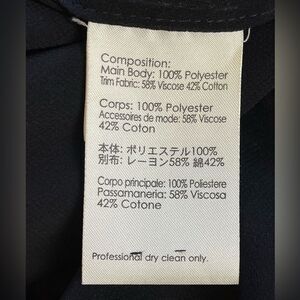 Composition:
Main Body: 100% Polyester
Trim Fabric: 58% Viscose 42% Cotton
Corps: 100% Polyester
Accessoires de mode: 58% Viscose
42% Coton
本体: ポリエステル100%
別布: レーヨン58% 綿42%
Corpo principale: 100% Poliestere
Passamaneria: 58% Viscosa
42% Cotone
Professional dry clean only.